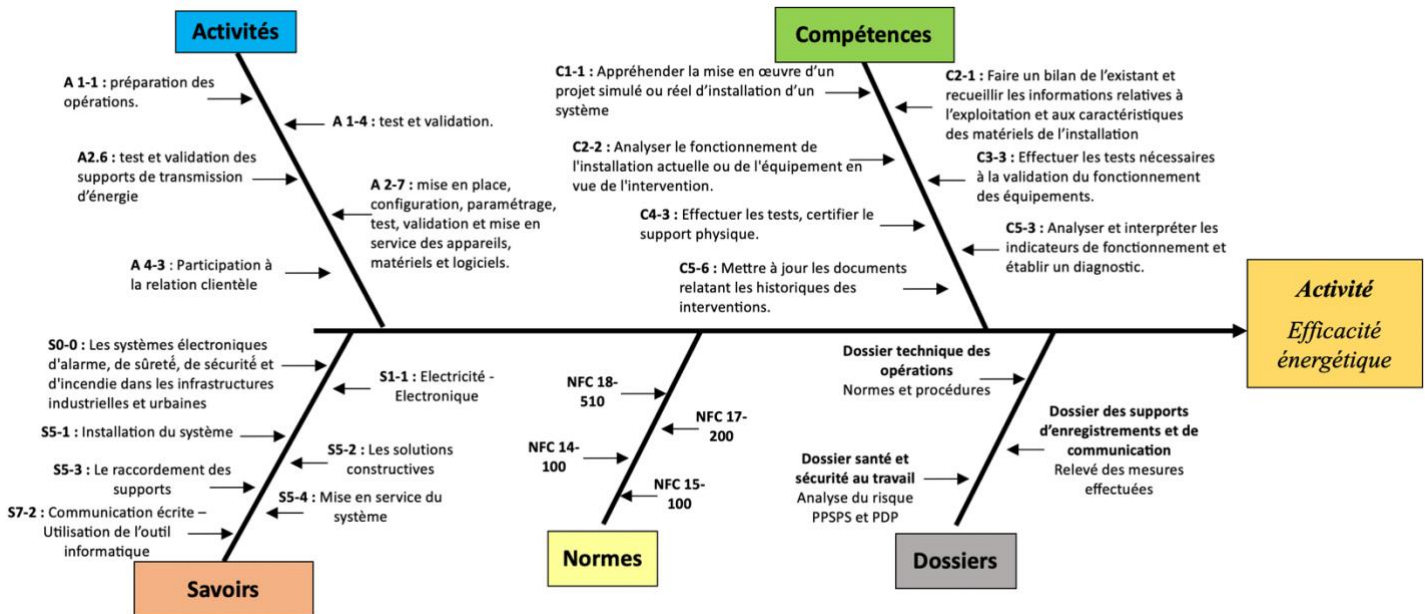 Activités
A 1-1 : préparation des
opérations.
A 1-4 : test et validation.
A2.6 : test et validation des
supports de transmission
d'énergie
A 2-7 : mise en place,
configuration, paramétrage,
test, validation et mise en
service des appareils,
matériels et logiciels.
A 4-3 : Participation à
la relation clientèle
Compétences
C1-1 : Appréhender la mise en œuvre d'un
projet simulé ou réel d'installation d'un
système
C2-1 : Faire un bilan de l'existant et
recueillir les informations relatives à
l'exploitation et aux caractéristiques
des matériels de l'installation
C2-2 : Analyser le fonctionnement de
l'installation actuelle ou de l'équipement en
vue de l'intervention.
C3-3 : Effectuer les tests nécessaires
à la validation du fonctionnement
des équipements.
C4-3 : Effectuer les tests, certifier le
support physique.
C5-3 : Analyser et interpréter les
indicateurs de fonctionnement et
établir un diagnostic.
C5-6 : Mettre à jour les documents
relatant les historiques des
interventions.
Activité
Efficacité
énergétique
S0-0 : Les systèmes électroniques
d'alarme, de sûreté, de sécurité et
d'incendie dans les infrastructures
industrielles et urbaines
S1-1 : Electricité -
Electronique
S5-1 : Installation du système
S5-2 : Les solutions
constructives
S5-3 : Le raccordement des
supports
S5-4 : Mise en service du
système
S7-2 : Communication écrite –
Utilisation de l'outil
informatique
Savoirs
NFC 18-
510
NFC 17-
200
NFC 14-
100
NFC 15-
100
Normes
Dossier technique des
opérations
Normes et procédures
Dossier des supports
d'enregistrements et de
communication
Relevé des mesures
effectuées
Dossier santé et
sécurité au travail
Analyse du risque
PPSPS et PDP
Dossiers